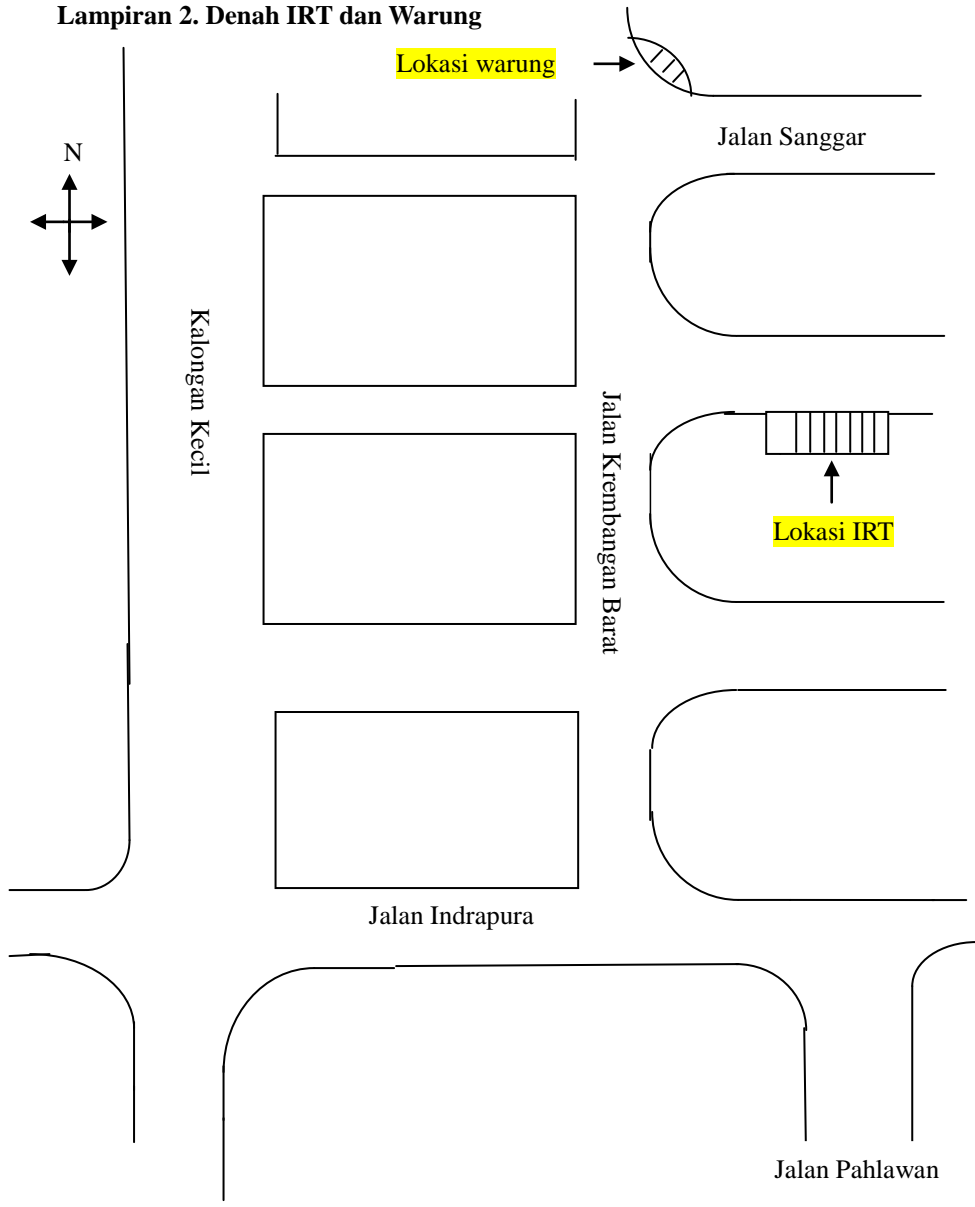 Lampiran 2. Denah IRT dan Warung
Lokasi warung
Jalan Sanggar
N
Kalongan Kecil
Jalan Krembangan Barat
Lokasi IRT
Jalan Indrapura
Jalan Pahlawan